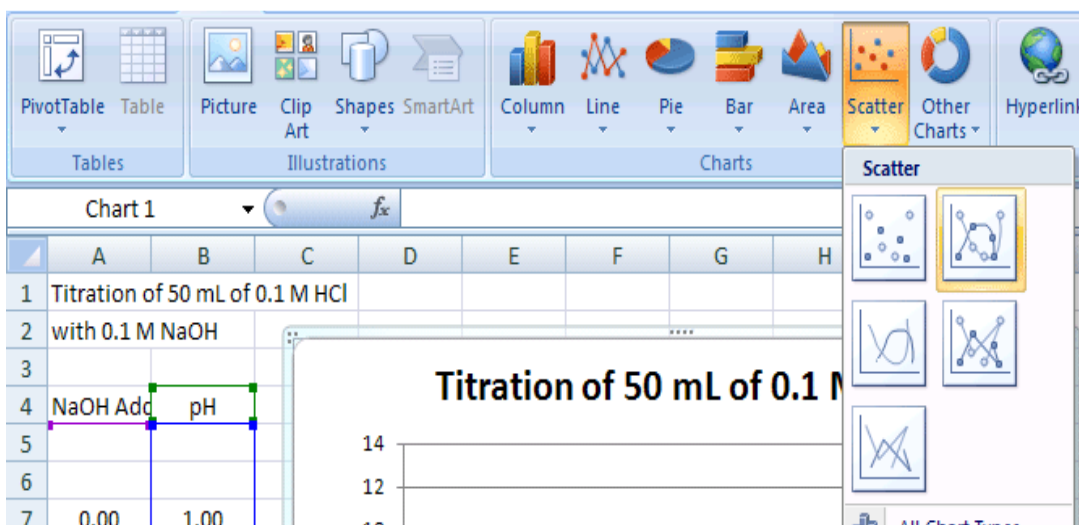 PivotTable Table Picture Clip Art Shapes SmartArt Column Line Pie Bar Area Scatter Other Charts
Tables Illustrations Charts
Scatter
Chart 1 fx
A B C D E F G H
1 Titration of 50 mL of 0.1 M HCl
2 with 0.1 M NaOH
3
Titration of 50 mL of 0.1
4 NaOH Add pH
5 14
6 12
7 0.00 1.00
All Chart Types